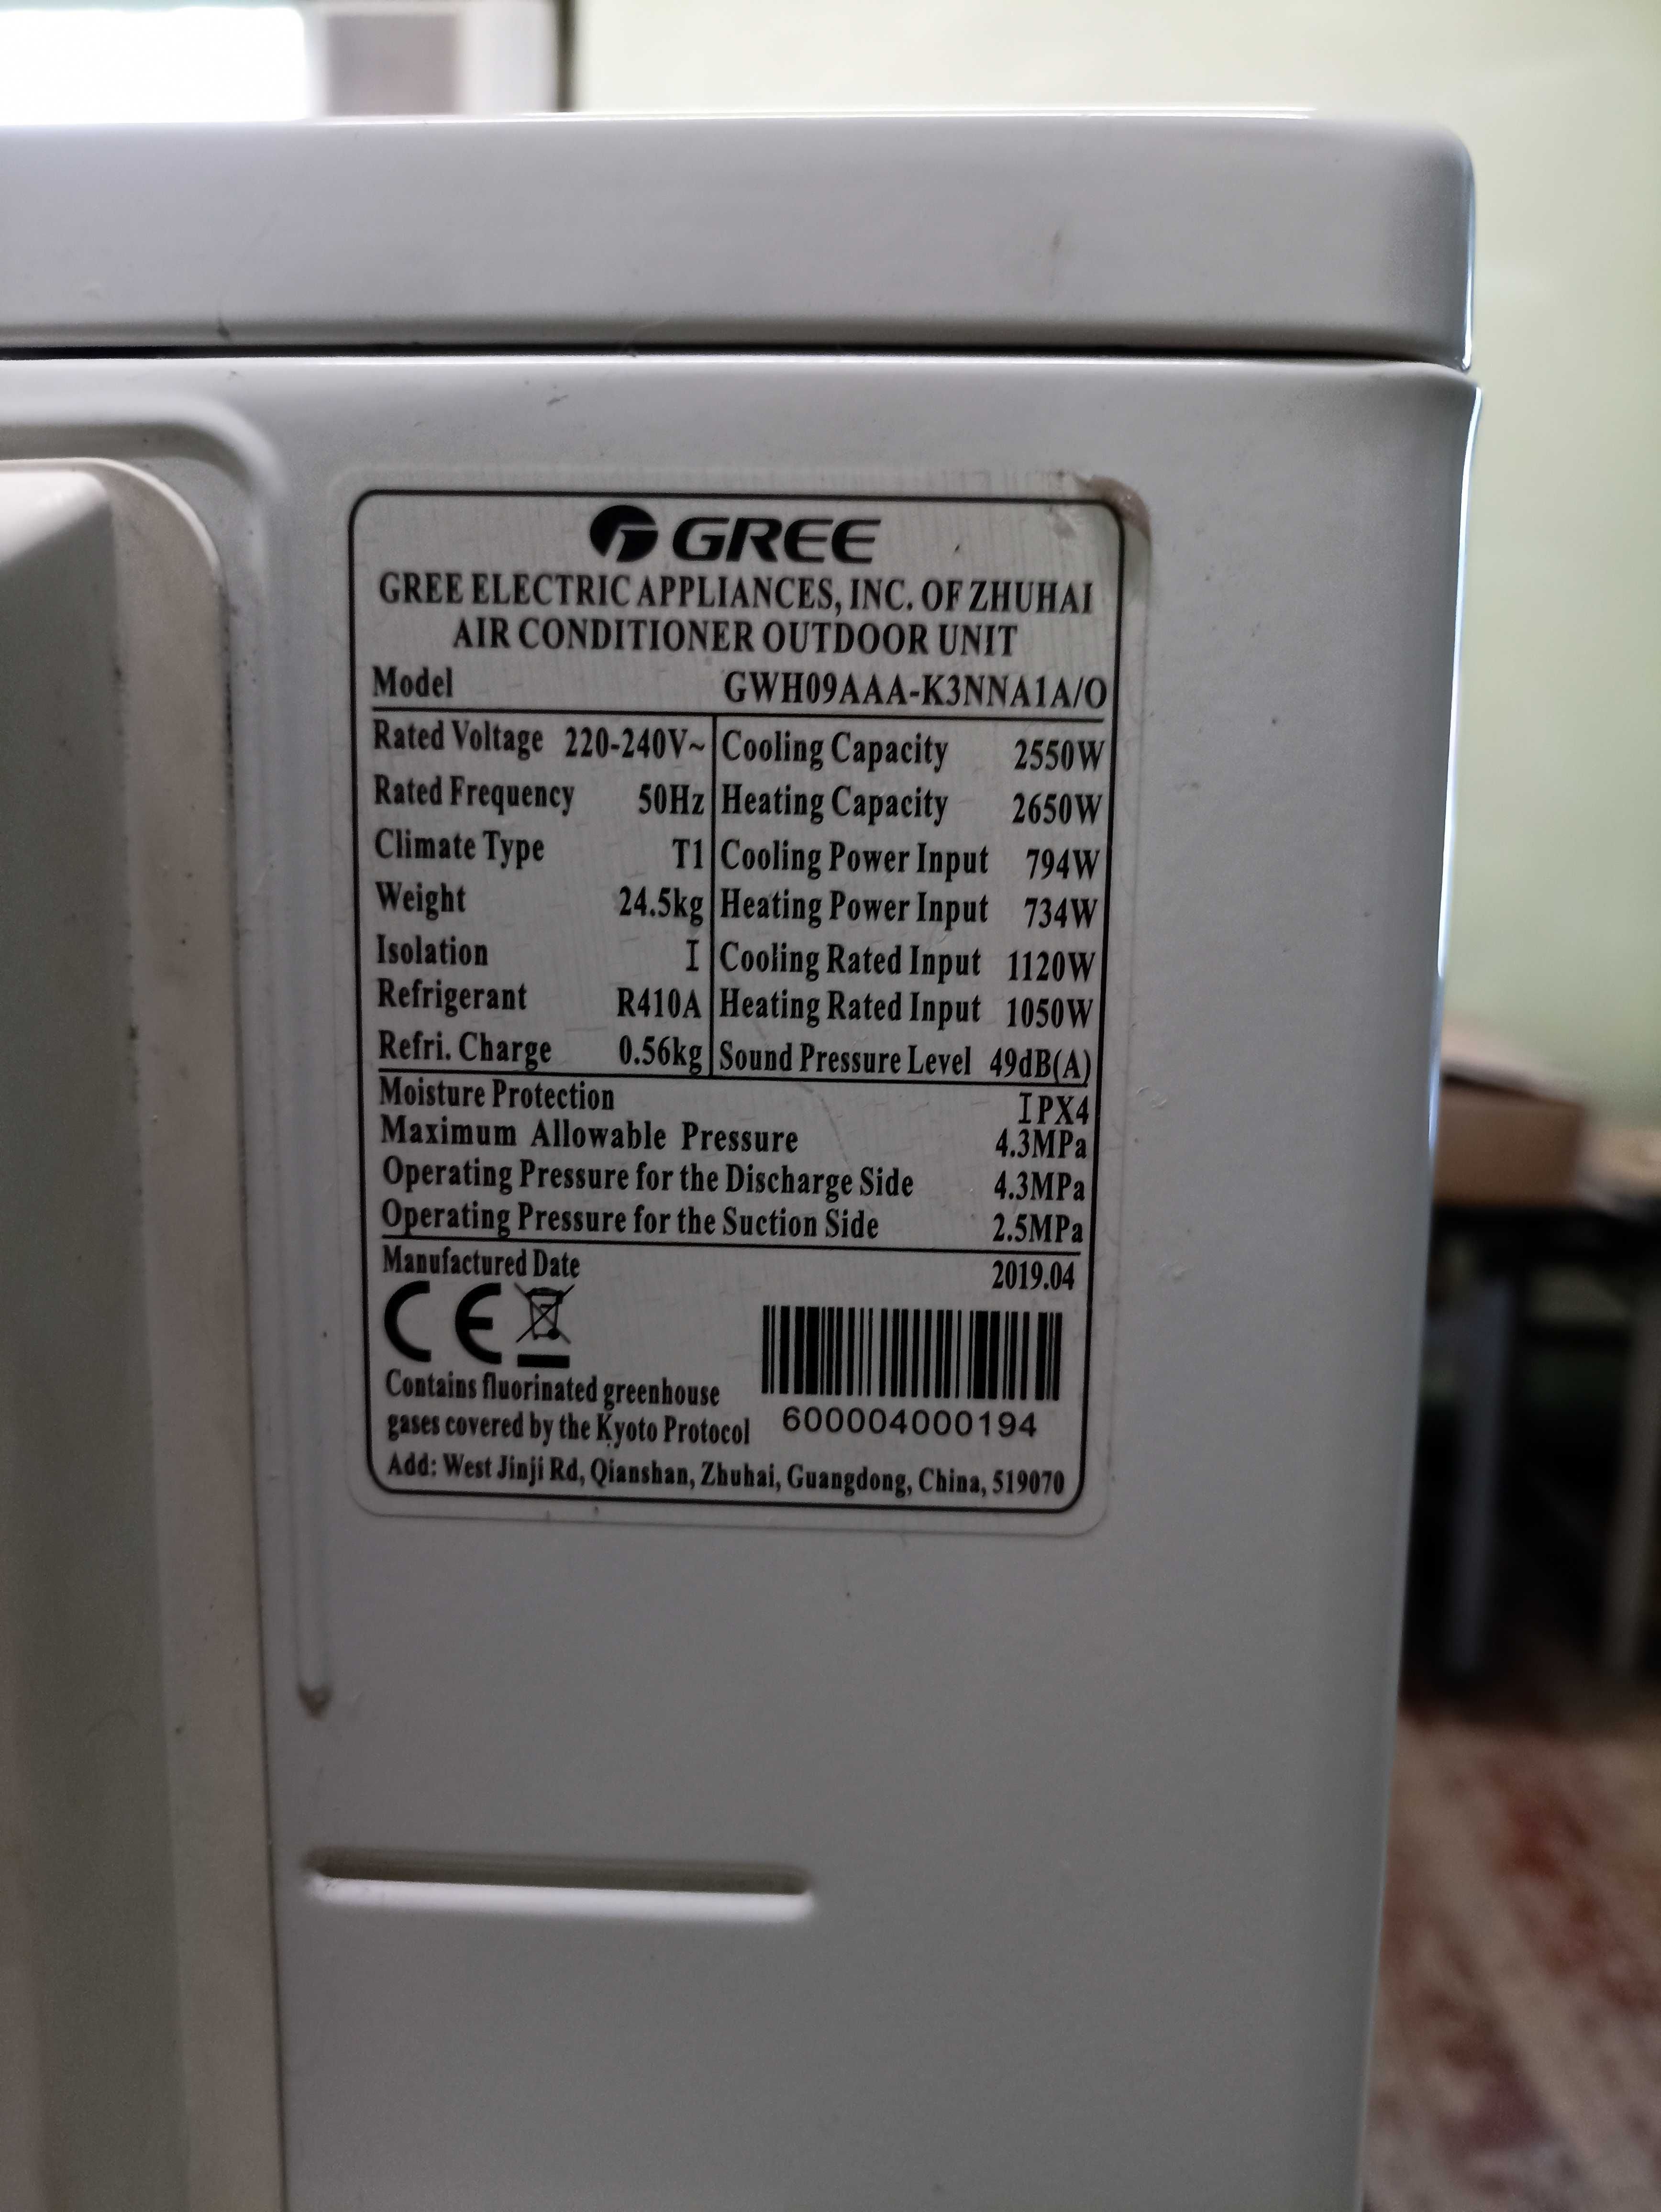 GREE
GREE ELECTRIC APPLIANCES, INC. OF ZHUHAI
AIR CONDITIONER OUTDOOR UNIT
Model GWH09AAA-K3NNA1A/O
Rated Voltage 220-240V~ Cooling Capacity 2550W
Rated Frequency 50Hz Heating Capacity 2650W
Climate Type T1 Cooling Power Input 794W
Weight 24.5kg Heating Power Input 734W
Isolation I Cooling Rated Input 1120W
Refrigerant R410A Heating Rated Input 1050W
Refri. Charge 0.56kg Sound Pressure Level 49dB(A)
Moisture Protection IPX4
Maximum Allowable Pressure 4.3MPa
Operating Pressure for the Discharge Side 4.3MPa
Operating Pressure for the Suction Side 2.5MPa
Manufactured Date 2019.04
CE
Contains fluorinated greenhouse
gases covered by the Kyoto Protocol
600004000194
Add: West Jinji Rd, Qianshan, Zhuhai, Guangdong, China, 519070